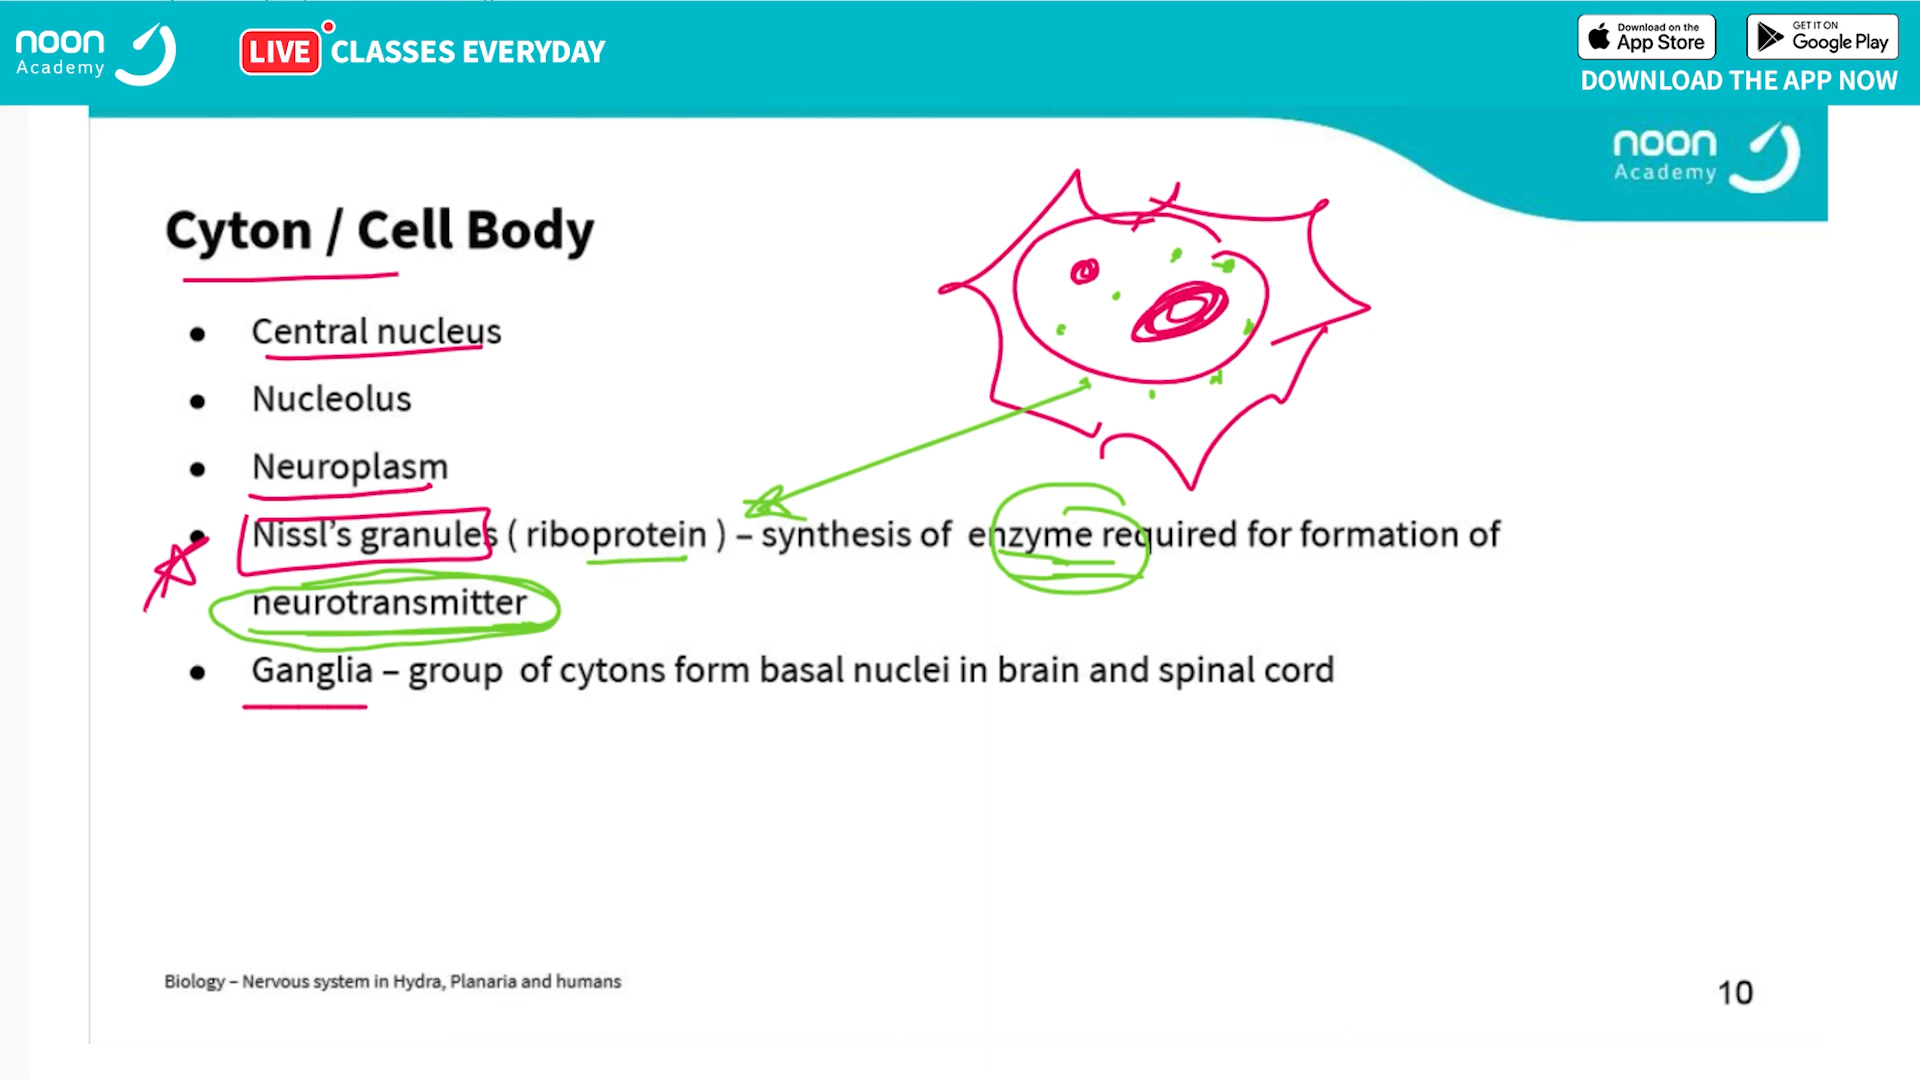 noon
Academy
LIVE CLASSES EVERYDAY
Download on the
App Store
GET IT ON
Google Play
DOWNLOAD THE APP NOW
noon
Academy
Cyton / Cell Body
• Central nucleus
• Nucleolus
• Neuroplasm
• Nissl's granules ( riboprotein ) – synthesis of enzyme required for formation of
neurotransmitter
• Ganglia – group of cytons form basal nuclei in brain and spinal cord
Biology – Nervous system in Hydra, Planaria and humans
10